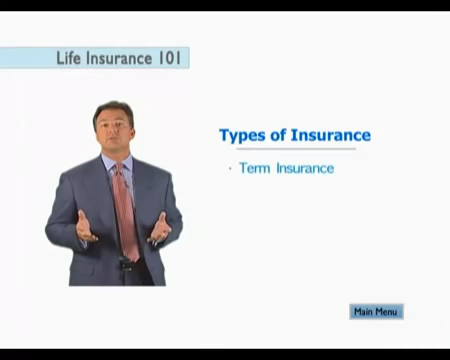 Life Insurance 101
Types of Insurance
· Term Insurance
Main Menu